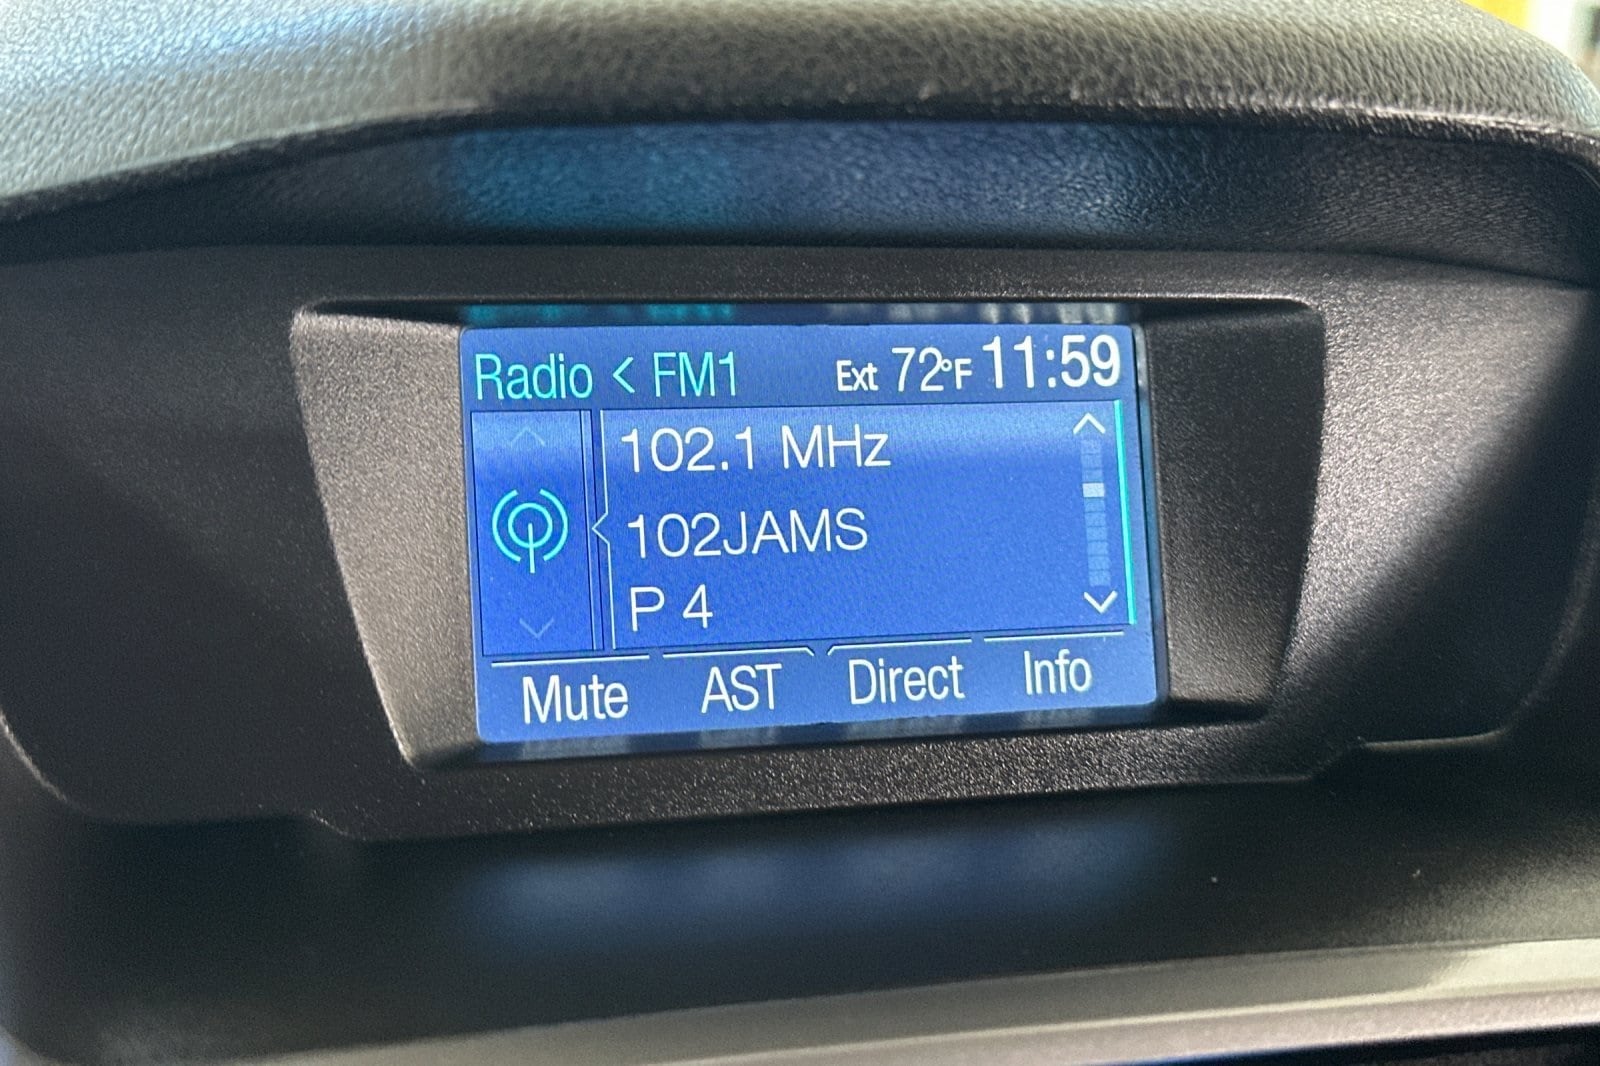 Radio < FM1 Ext 72°F 11:59
102.1 MHz
102JAMS
P 4
Mute AST Direct Info